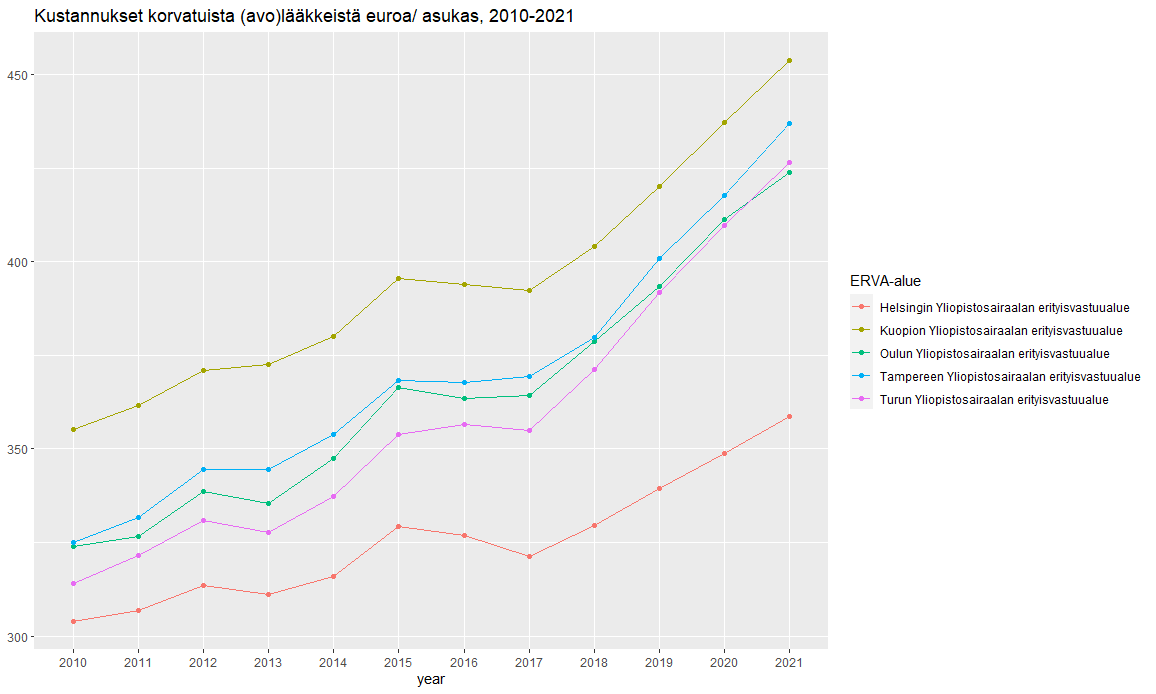 Kustannukset korvatuista (avo)lääkkeistä euroa/ asukas, 2010-2021
450
400
350
300
2010 2011 2012 2013 2014 2015 2016 2017 2018 2019 2020 2021
year
ERVA-alue
Helsingin Yliopistosairaalan erityisvastuualue
Kuopion Yliopistosairaalan erityisvastuualue
Oulun Yliopistosairaalan erityisvastuualue
Tampereen Yliopistosairaalan erityisvastuualue
Turun Yliopistosairaalan erityisvastuualue